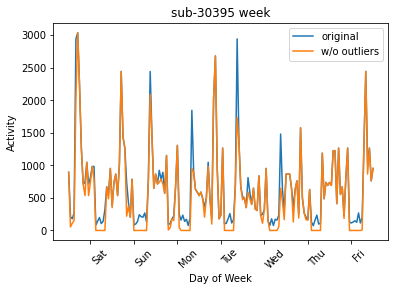 sub-30395 week
original
w/o outliers
Activity
3000
2500
2000
1500
1000
500
0
Sat
Sun
Mon
Tue
Wed
Thu
Fri
Day of Week